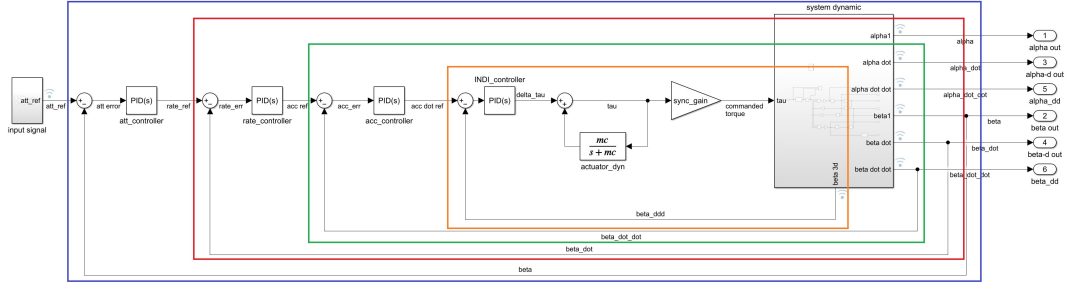 system dynamic
alpha1
alpha
1
alpha out
alpha dot
alpha_dot
3
alpha-d out
INDI_controller
att_ref
att_ref
input signal
+
−
att error
PID(s)
att_controller
rate_ref
+
−
rate_err
PID(s)
rate_controller
acc ref
+
−
acc_err
PID(s)
acc_controller
acc dot ref
+
−
PID(s)
delta_tau
+
+
tau
sync_gain
commanded
torque
tau
alpha dot dot
alpha_dot_dot
5
alpha_dd
beta1
beta
2
beta out
beta dot
beta_dot
4
beta-d out
beta dot dot
beta_dot_dot
6
beta_dd
mc
s + mc
actuator_dyn
beta 3d
beta_ddd
beta_dot_dot
beta_dot
beta